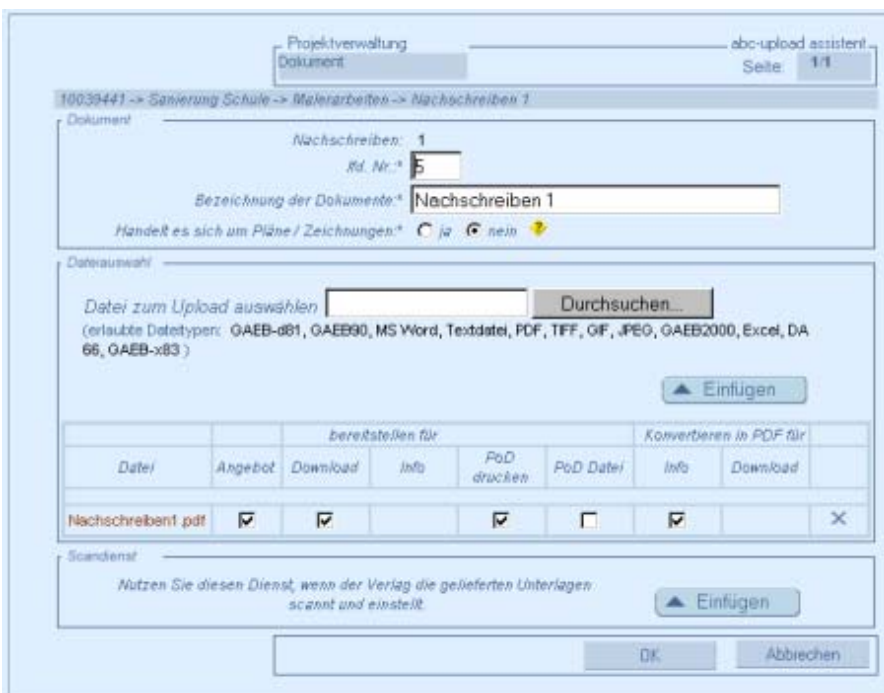 Projektverwaltung
abc-upload assistent
Dokument
Seite: 1/1
10039441 -> Sanierung Schule -> Malerarbeiten -> Nachschreiben 1
Dokument
Nachschreiben: 1
lfd. Nr.:* 5
Bezeichnung der Dokumente:* Nachschreiben 1
Handelt es sich um Pläne / Zeichnungen:* ja nein ?
Dateiauswahl
Datei zum Upload auswählen Durchsuchen...
(erlaubte Dateitypen: GAEB-d81, GAEB90, MS Word, Textdatei, PDF, TIFF, GIF, JPEG, GAEB2000, Excel, DA
66, GAEB-x83 )
Einfügen
bereitstellen für Konvertieren in PDF für
Datei Angebot Download Info PoD drucken PoD Datei Info Download
Nachschreiben1.pdf
Scandienst
Nutzen Sie diesen Dienst, wenn der Verlag die gelieferten Unterlagen
scannt und einstellt.
Einfügen
OK Abbrechen